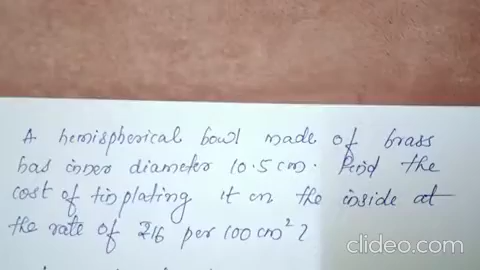 A hemispherical bowl made of brass
has inner diameter 10.5 cm. Find the
cost of tin plating it on the inside at
the rate of ₹16 per 100 cm²?
clideo.com